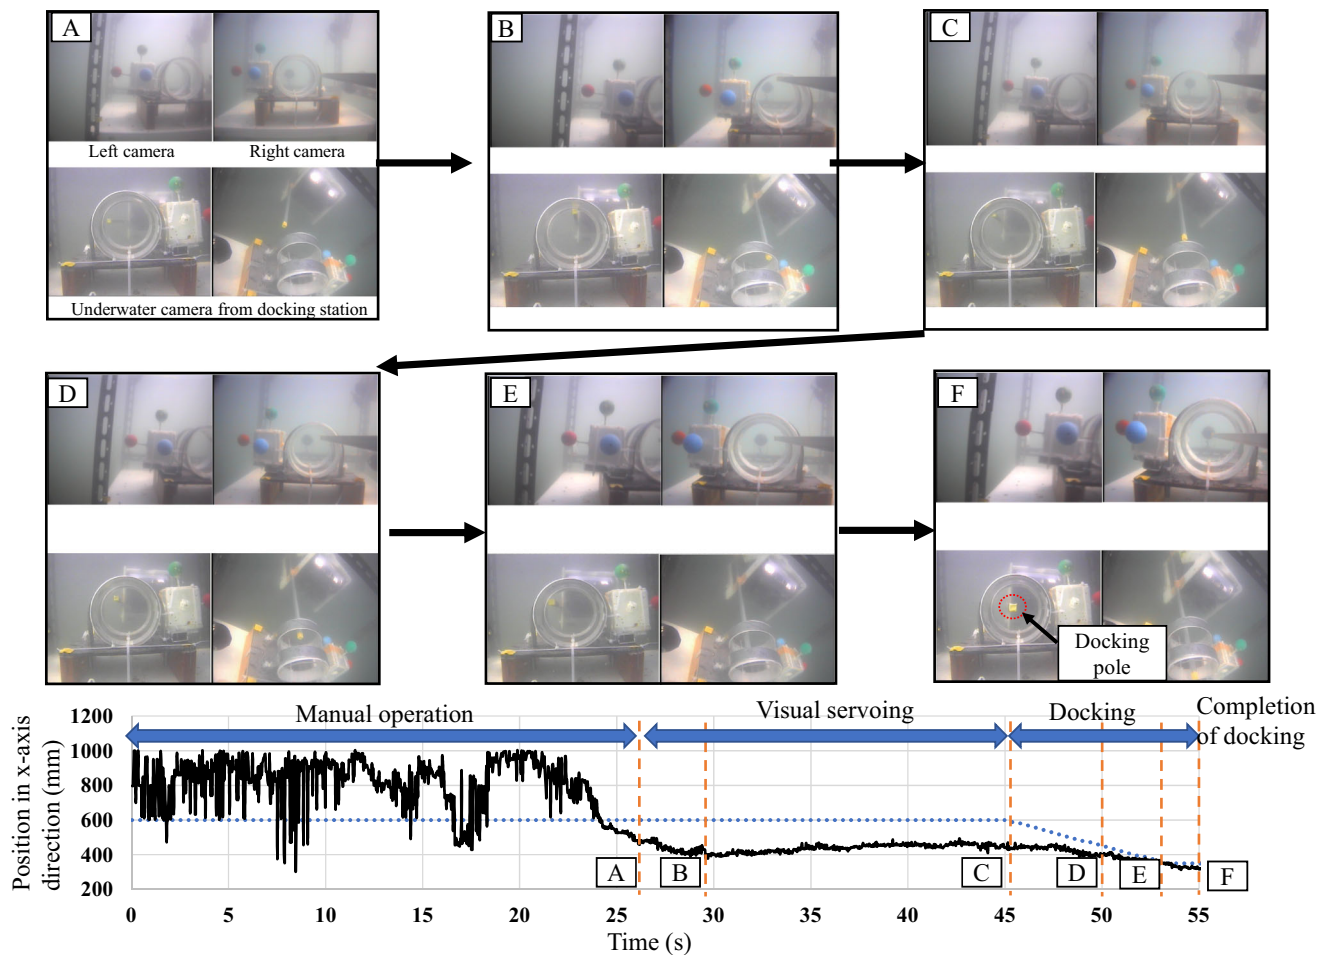 A
B
C
Left camera
Right camera
Underwater camera from docking station
D
E
F
Docking
pole
Manual operation
Visual servoing
Docking
Completion
of docking
Position in x-axis
direction (mm)
1200
1000
800
600
400
200
A
B
C
D
E
F
0
5
10
15
20
25
30
35
40
45
50
55
Time (s)